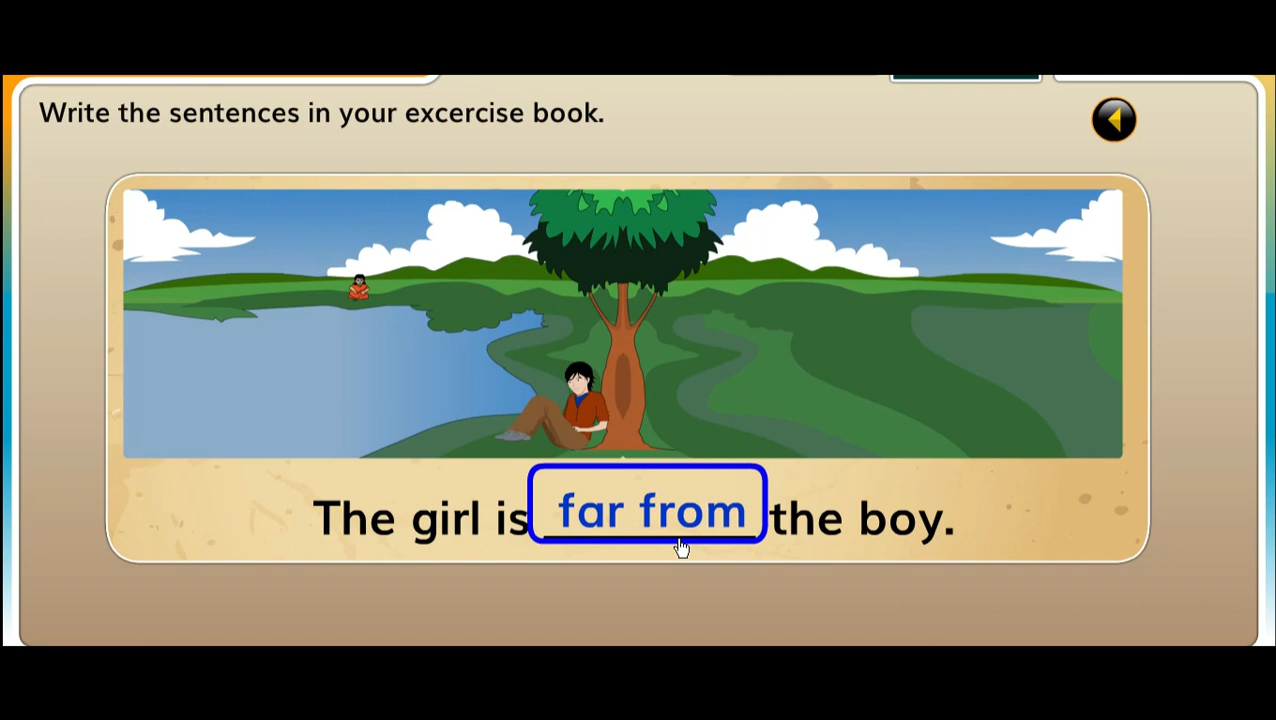 Write the sentences in your excercise book.
The girl is far from the boy.